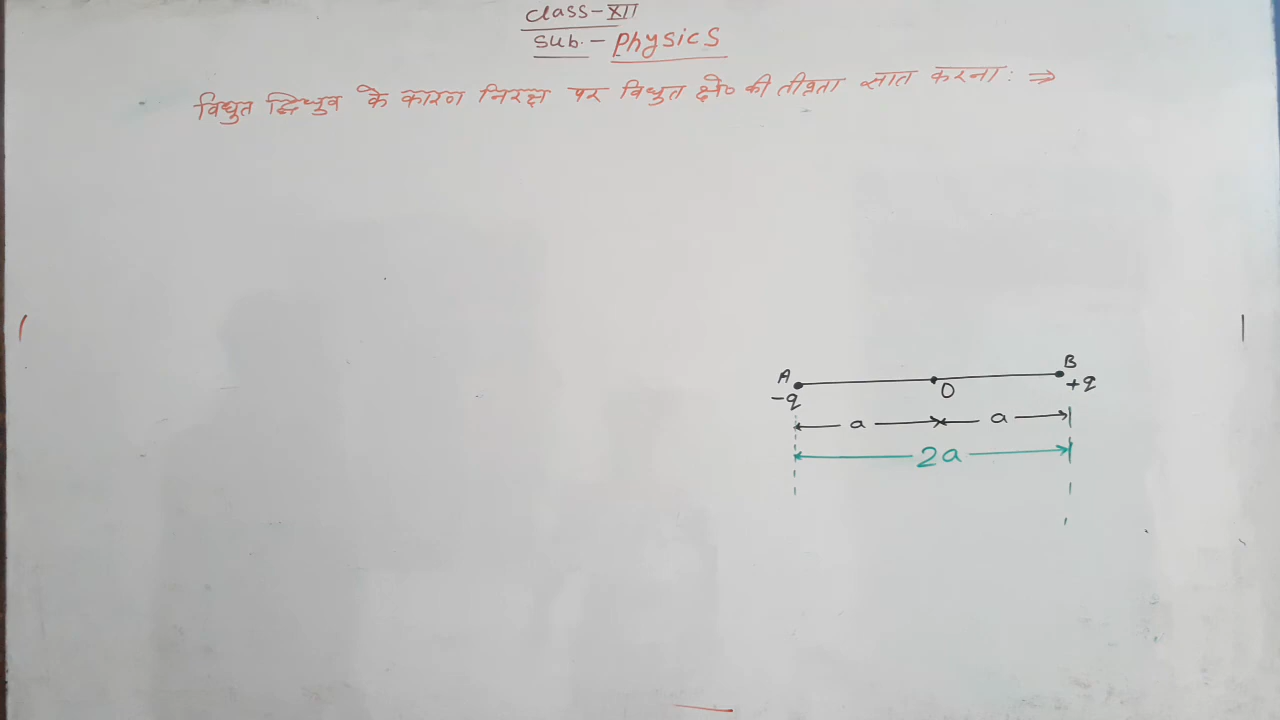 Class-XII
Sub.- Physics
विधुत द्विध्रुव के कारण निरक्ष पर विधुत क्षे० की तीव्रता ज्ञात करना: ⇒
A B
-q O +q
a a
2a